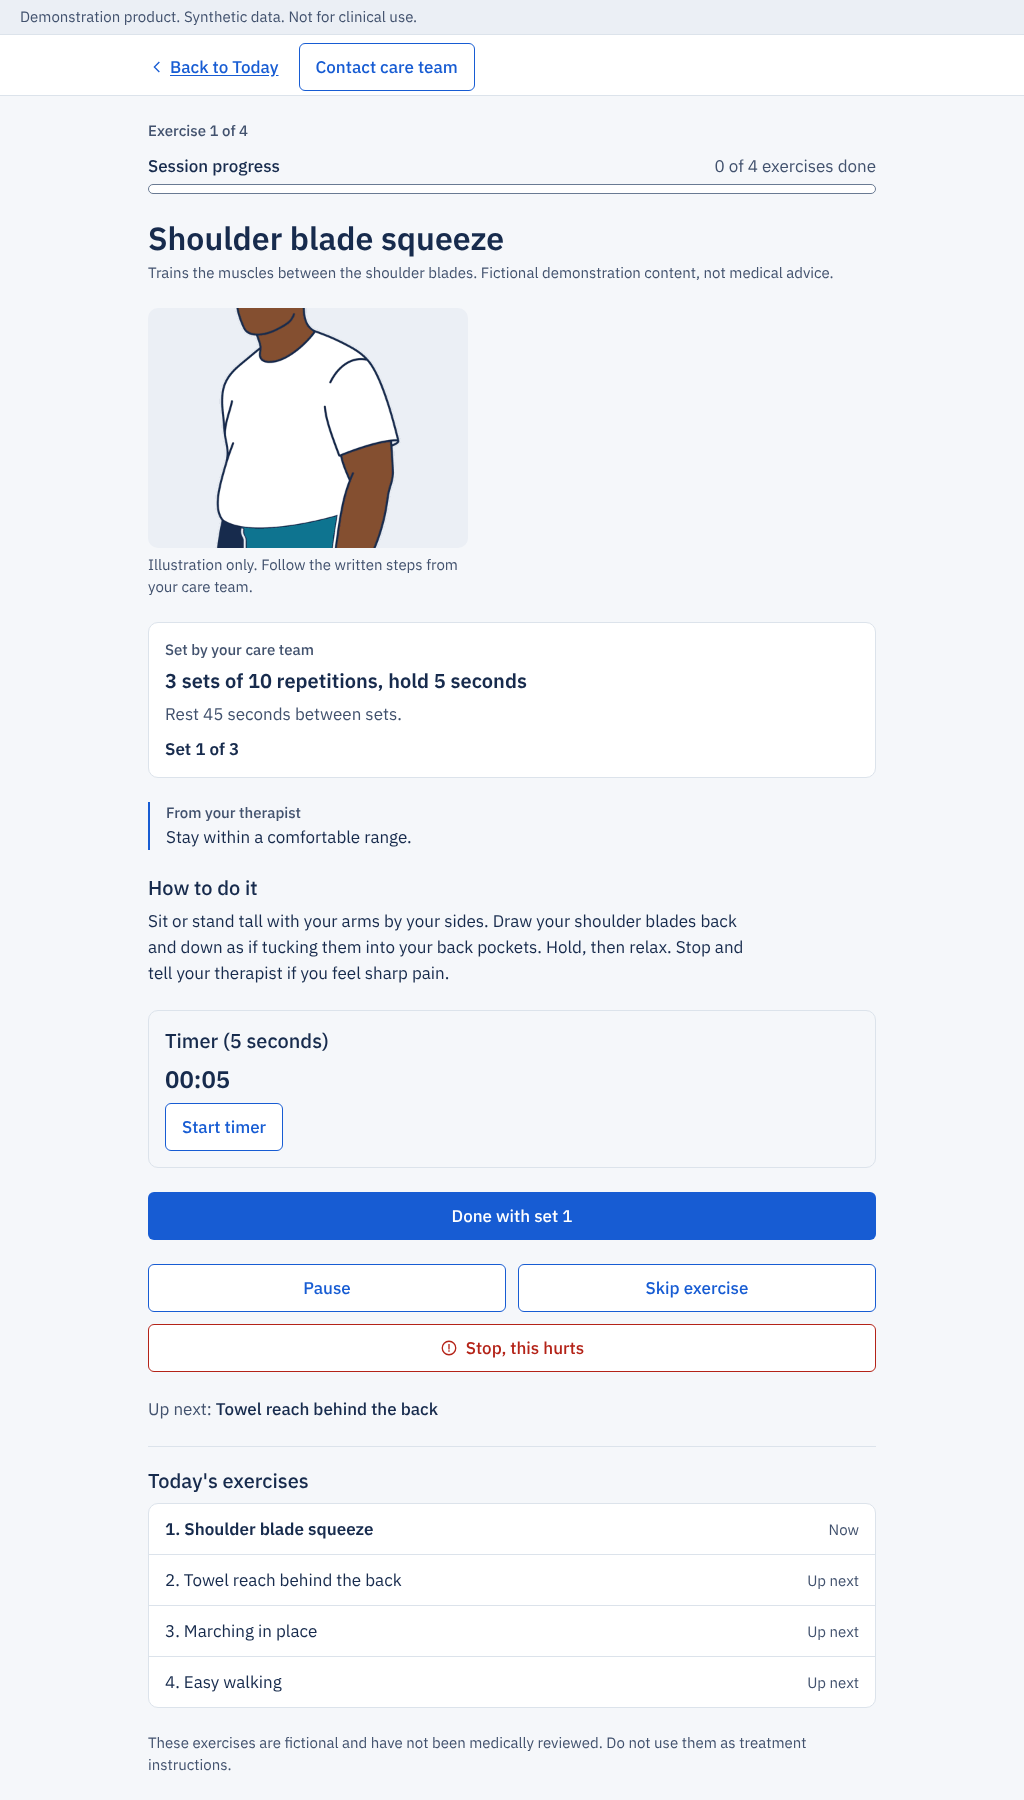 Demonstration product. Synthetic data. Not for clinical use.
Back to Today
Contact care team
Exercise 1 of 4
Session progress
0 of 4 exercises done
Shoulder blade squeeze
Trains the muscles between the shoulder blades. Fictional demonstration content, not medical advice.
Illustration only. Follow the written steps from
your care team.
Set by your care team
3 sets of 10 repetitions, hold 5 seconds
Rest 45 seconds between sets.
Set 1 of 3
From your therapist
Stay within a comfortable range.
How to do it
Sit or stand tall with your arms by your sides. Draw your shoulder blades back
and down as if tucking them into your back pockets. Hold, then relax. Stop and
tell your therapist if you feel sharp pain.
Timer (5 seconds)
00:05
Start timer
Done with set 1
Pause
Skip exercise
Stop, this hurts
Up next: Towel reach behind the back
Today's exercises
1. Shoulder blade squeeze
Now
2. Towel reach behind the back
Up next
3. Marching in place
Up next
4. Easy walking
Up next
These exercises are fictional and have not been medically reviewed. Do not use them as treatment
instructions.